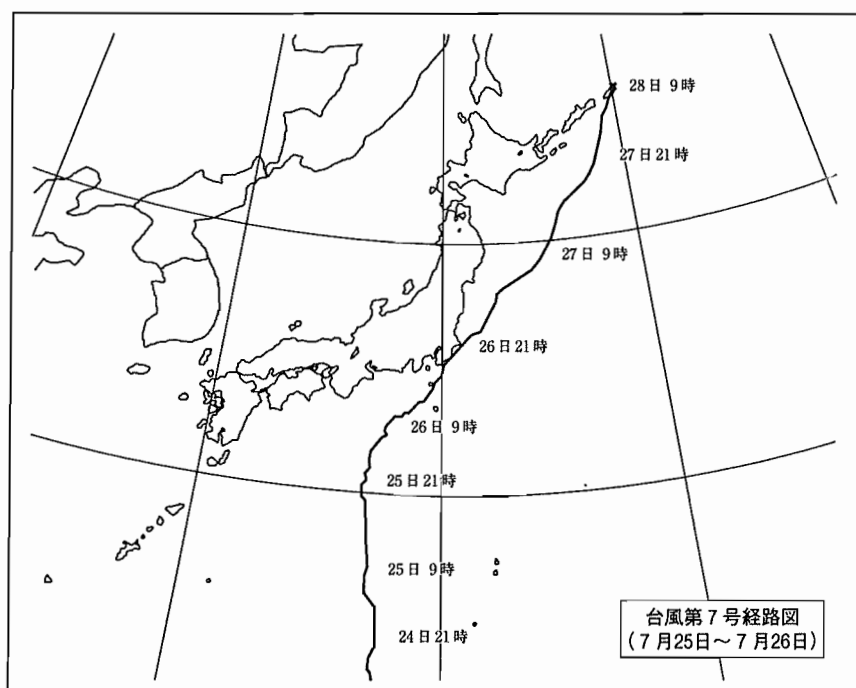 28日 9時
27日21時
27日 9時
26日21時
26日 9時
25日21時
25日 9時
24日21時
台風第7号経路図
(7月25日～7月26日)